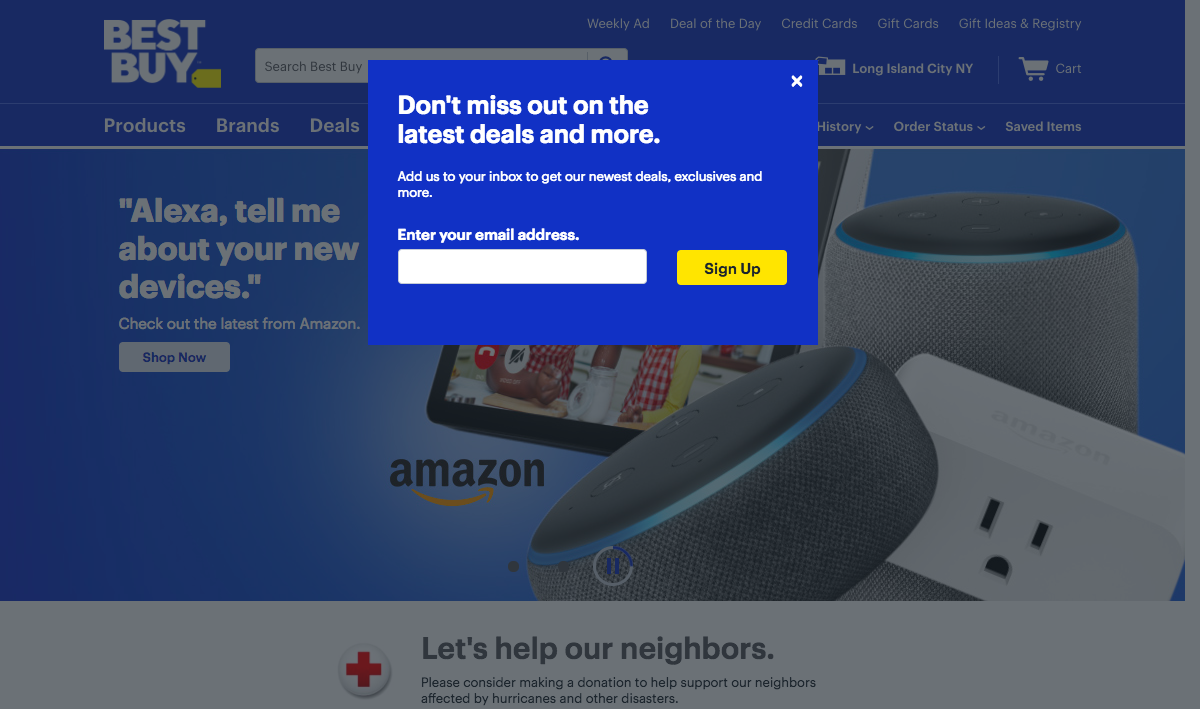 Weekly Ad Deal of the Day Credit Cards Gift Cards Gift Ideas & Registry
BEST
BUY
Search Best Buy
Long Island City NY
Cart
Products Brands Deals
History Order Status Saved Items
Don't miss out on the
latest deals and more.
Add us to your inbox to get our newest deals, exclusives and
more.
Enter your email address.
Sign Up
"Alexa, tell me
about your new
devices."
Check out the latest from Amazon.
Shop Now
amazon
amazon
Let's help our neighbors.
Please consider making a donation to help support our neighbors
affected by hurricanes and other disasters.